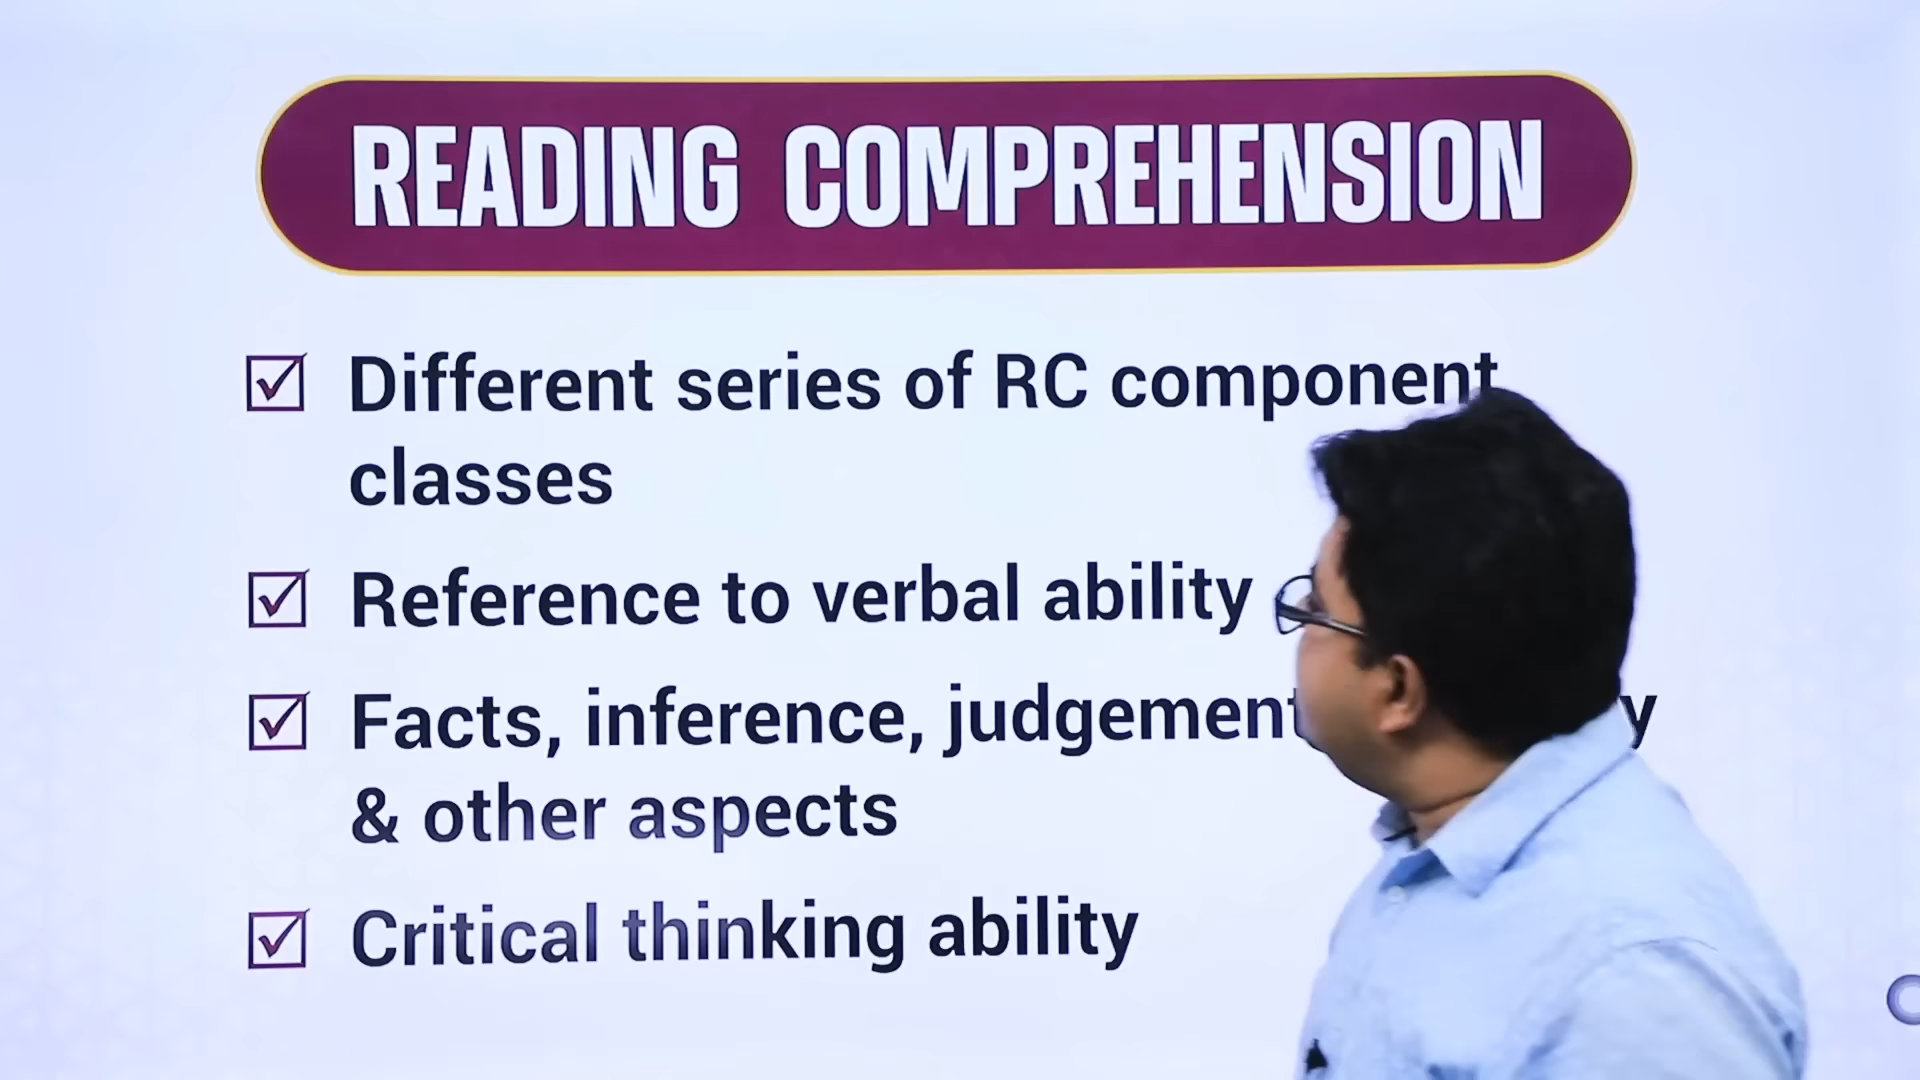 READING COMPREHENSION
Different series of RC component
classes
Reference to verbal ability
Facts, inference, judgement
& other aspects
Critical thinking ability